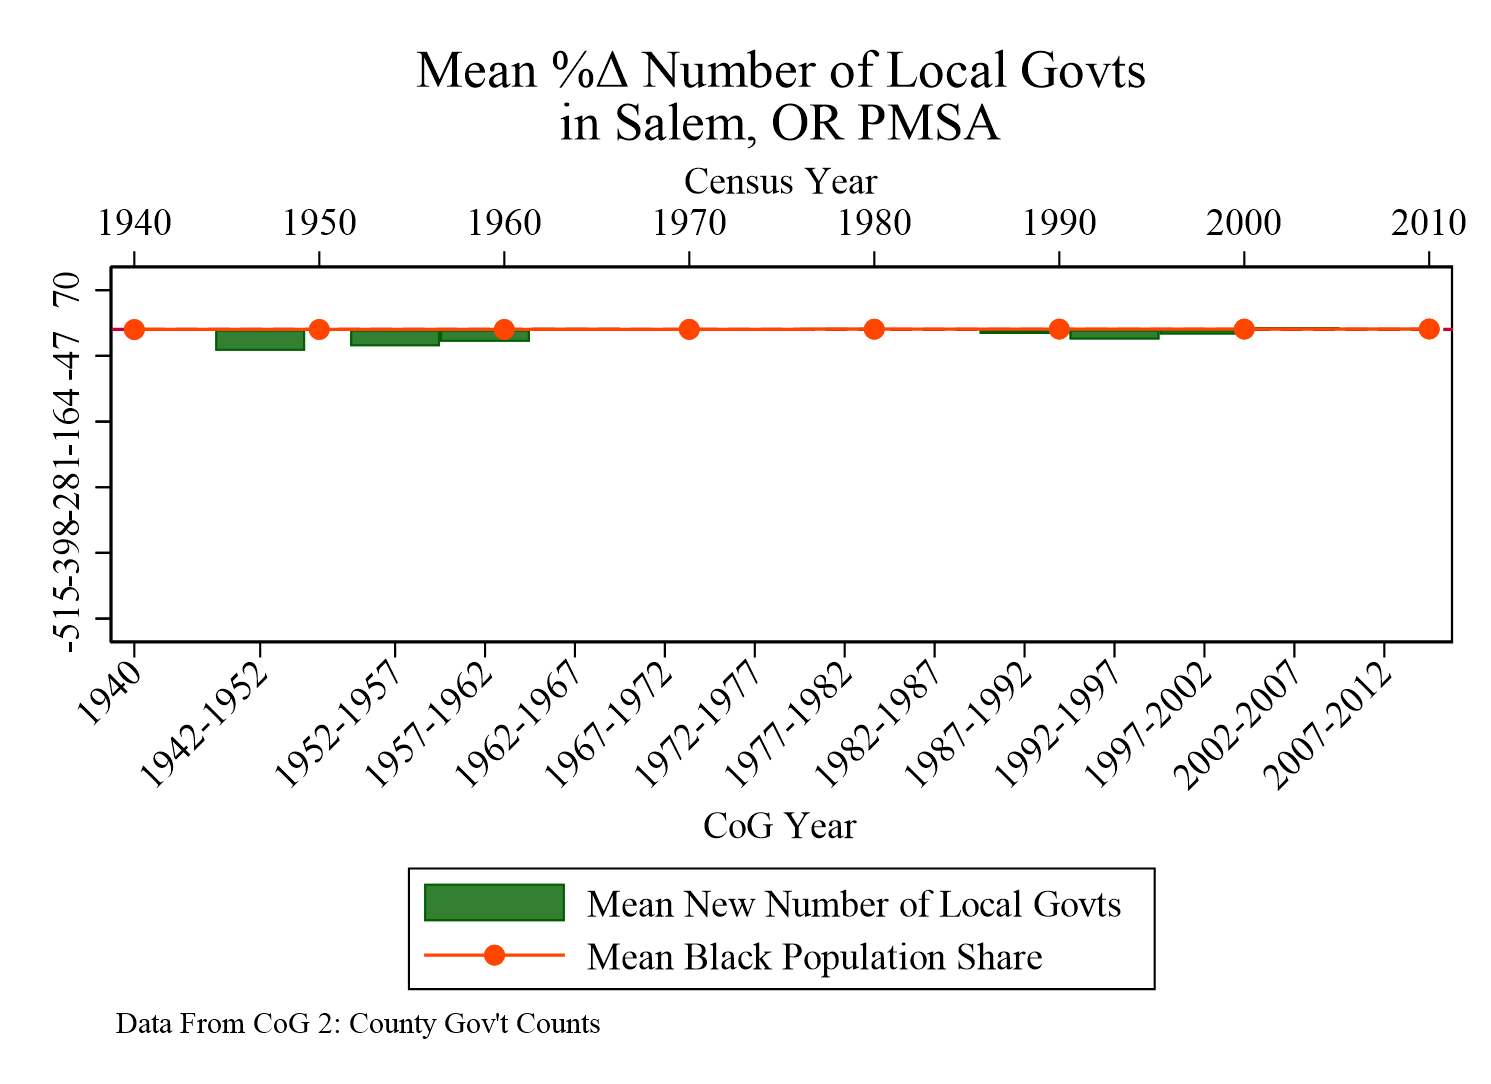 Mean %Δ Number of Local Govts
in Salem, OR PMSA
Census Year
1940 1950 1960 1970 1980 1990 2000 2010
70
-47
-164
-281
-398
-515
1940 1942-1952 1952-1957 1957-1962 1962-1967 1967-1972 1972-1977 1977-1982 1982-1987 1987-1992 1992-1997 1997-2002 2002-2007 2007-2012
CoG Year
Mean New Number of Local Govts
Mean Black Population Share
Data From CoG 2: County Gov't Counts